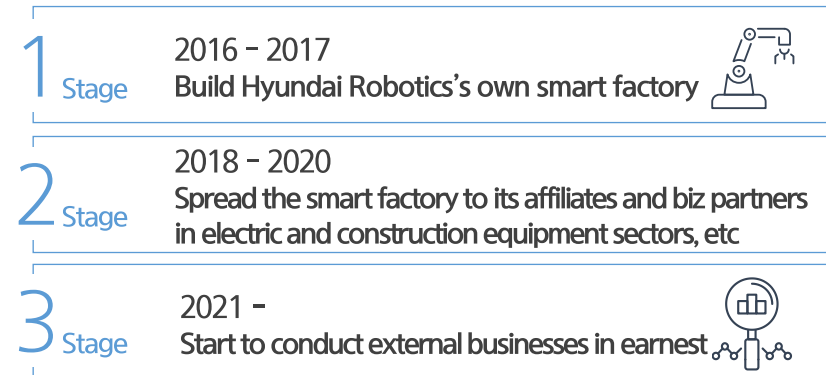 1 Stage
2016 - 2017
Build Hyundai Robotics's own smart factory
2 Stage
2018 - 2020
Spread the smart factory to its affiliates and biz partners
in electric and construction equipment sectors, etc
3 Stage
2021 -
Start to conduct external businesses in earnest